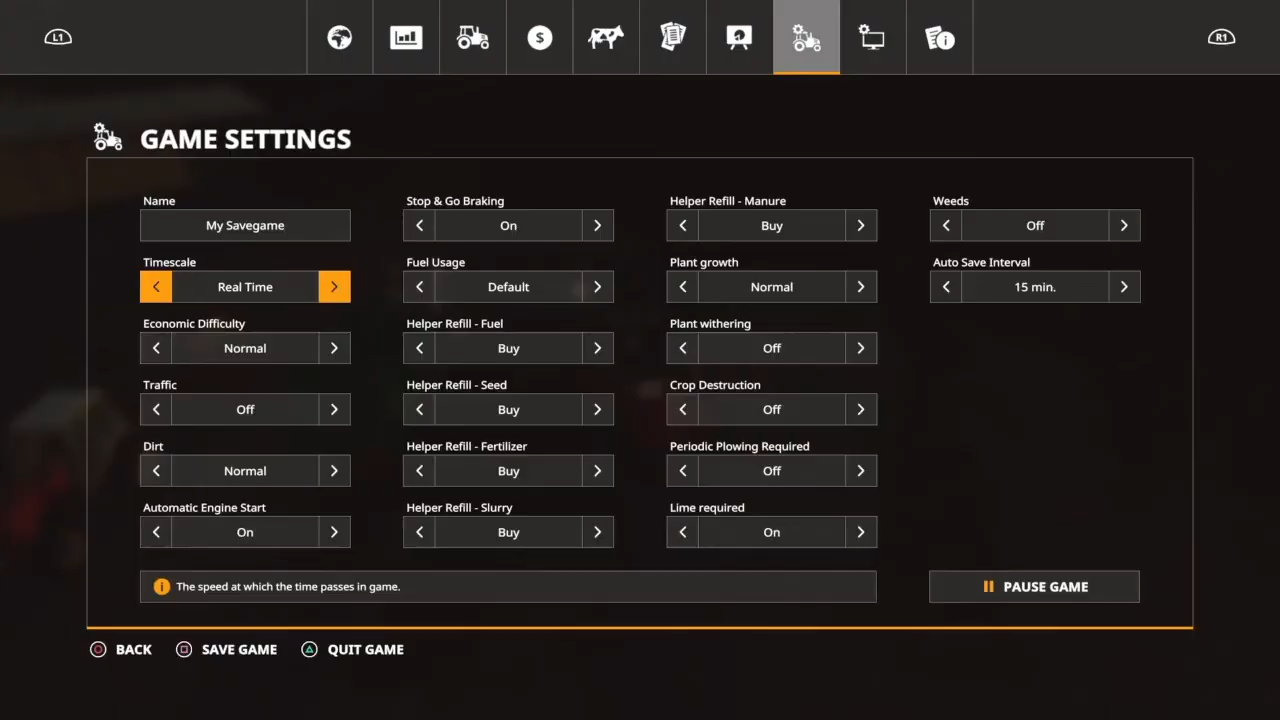 L1
R1
GAME SETTINGS
Name
My Savegame
Timescale
Real Time
Economic Difficulty
Normal
Traffic
Off
Dirt
Normal
Automatic Engine Start
On
Stop & Go Braking
On
Fuel Usage
Default
Helper Refill - Fuel
Buy
Helper Refill - Seed
Buy
Helper Refill - Fertilizer
Buy
Helper Refill - Slurry
Buy
Helper Refill - Manure
Buy
Plant growth
Normal
Plant withering
Off
Crop Destruction
Off
Periodic Plowing Required
Off
Lime required
On
Weeds
Off
Auto Save Interval
15 min.
The speed at which the time passes in game.
PAUSE GAME
BACK
SAVE GAME
QUIT GAME